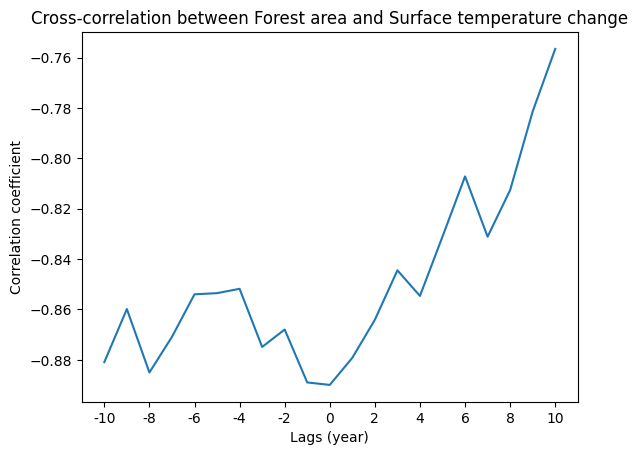 Cross-correlation between Forest area and Surface temperature change
−0.76
−0.78
−0.80
−0.82
−0.84
−0.86
−0.88
Correlation coefficient
-10 -8 -6 -4 -2 0 2 4 6 8 10
Lags (year)